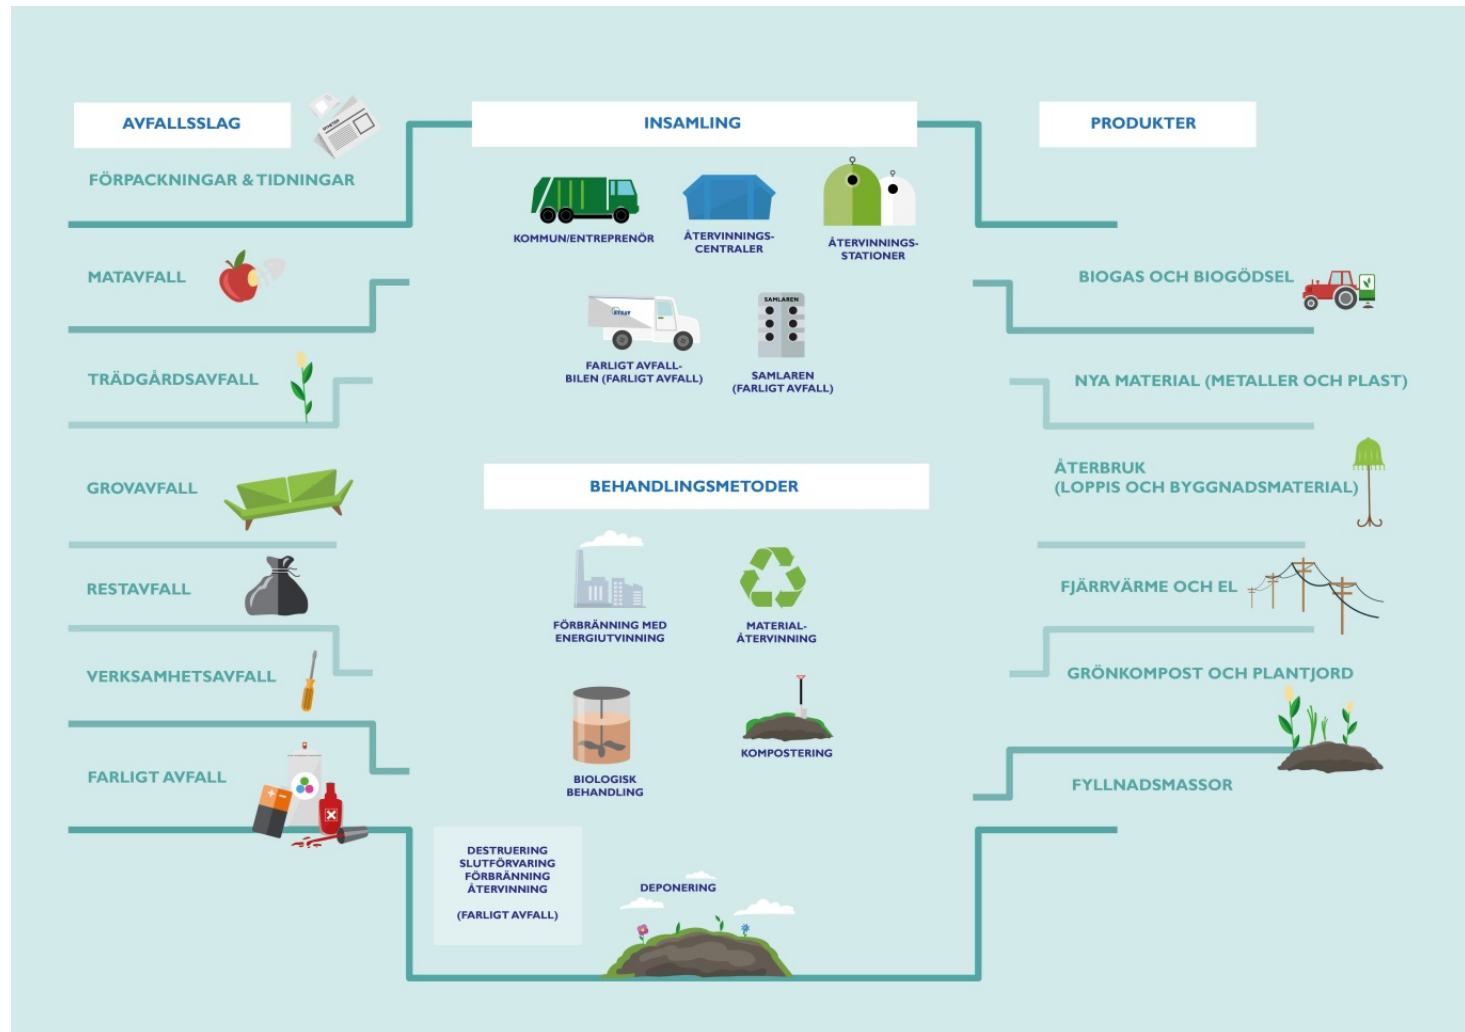 AVFALLSSLAG
FÖRPACKNINGAR & TIDNINGAR
MATAVFALL
TRÄDGÅRDSAVFALL
GROVAVFALL
RESTAVFALL
VERKSAMHETSAVFALL
FARLIGT AVFALL
INSAMLING
KOMMUN/ENTREPRENÖR
ÅTERVINNINGS-
CENTRALER
ÅTERVINNINGS-
STATIONER
FARLIGT AVFALL-
BILEN (FARLIGT AVFALL)
SAMLAREN
SAMLAREN
(FARLIGT AVFALL)
BEHANDLINGSMETODER
FÖRBRÄNNING MED
ENERGIUTVINNING
MATERIAL-
ÅTERVINNING
BIOLOGISK
BEHANDLING
KOMPOSTERING
DESTRUERING
SLUTFÖRVARING
FÖRBRÄNNING
ÅTERVINNING
(FARLIGT AVFALL)
DEPONERING
PRODUKTER
BIOGAS OCH BIOGÖDSEL
NYA MATERIAL (METALLER OCH PLAST)
ÅTERBRUK
(LOPPIS OCH BYGGNADSMATERIAL)
FJÄRRVÄRME OCH EL
GRÖNKOMPOST OCH PLANTJORD
FYLLNADSMASSOR